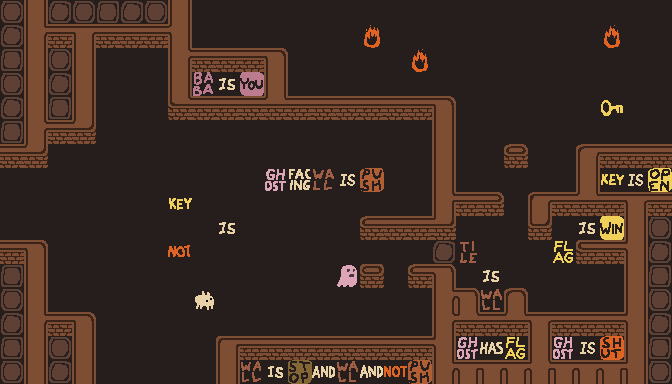 BABA IS YOU
GHOST FACING WALL IS PUSH
KEY IS OPEN
KEY
IS
IS WIN
NOT
TILE
FLAG
IS
WALL
GHOST HAS FLAG
GHOST IS SHUT
WALL IS STOP AND WALL AND NOT PUSH